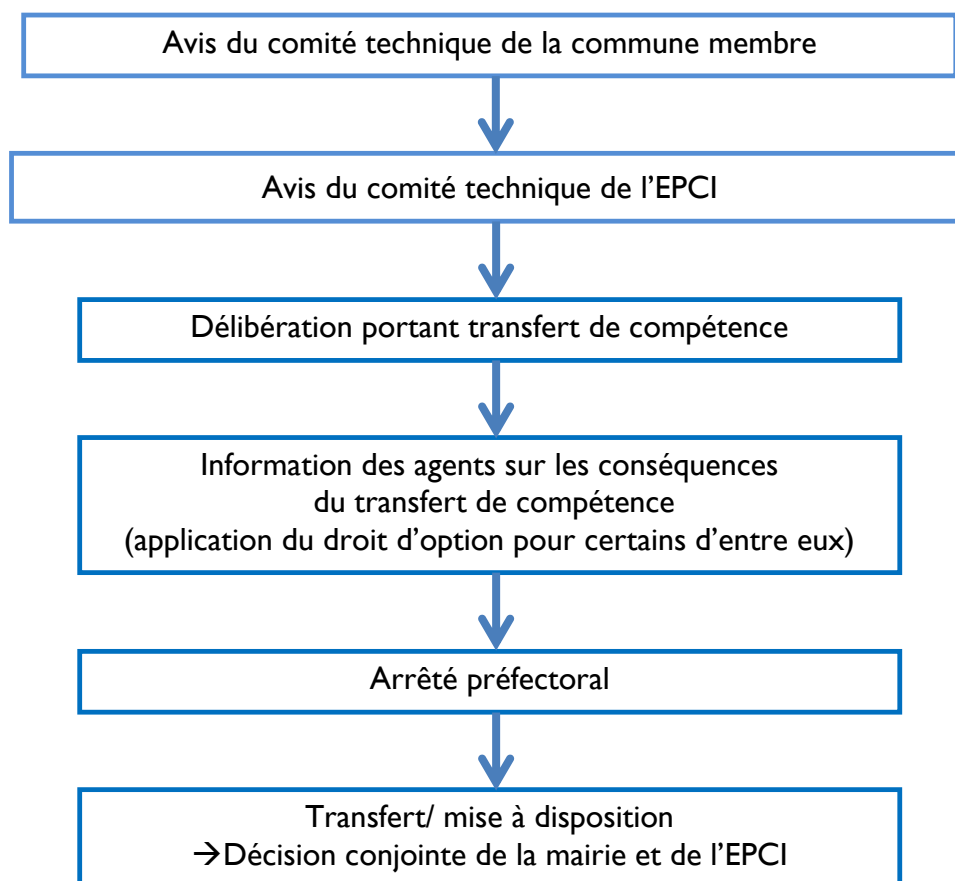 Avis du comité technique de la commune membre
Avis du comité technique de l’EPCI
Délibération portant transfert de compétence
Information des agents sur les conséquences
du transfert de compétence
(application du droit d’option pour certains d’entre eux)
Arrêté préfectoral
Transfert/ mise à disposition
→Décision conjointe de la mairie et de l’EPCI